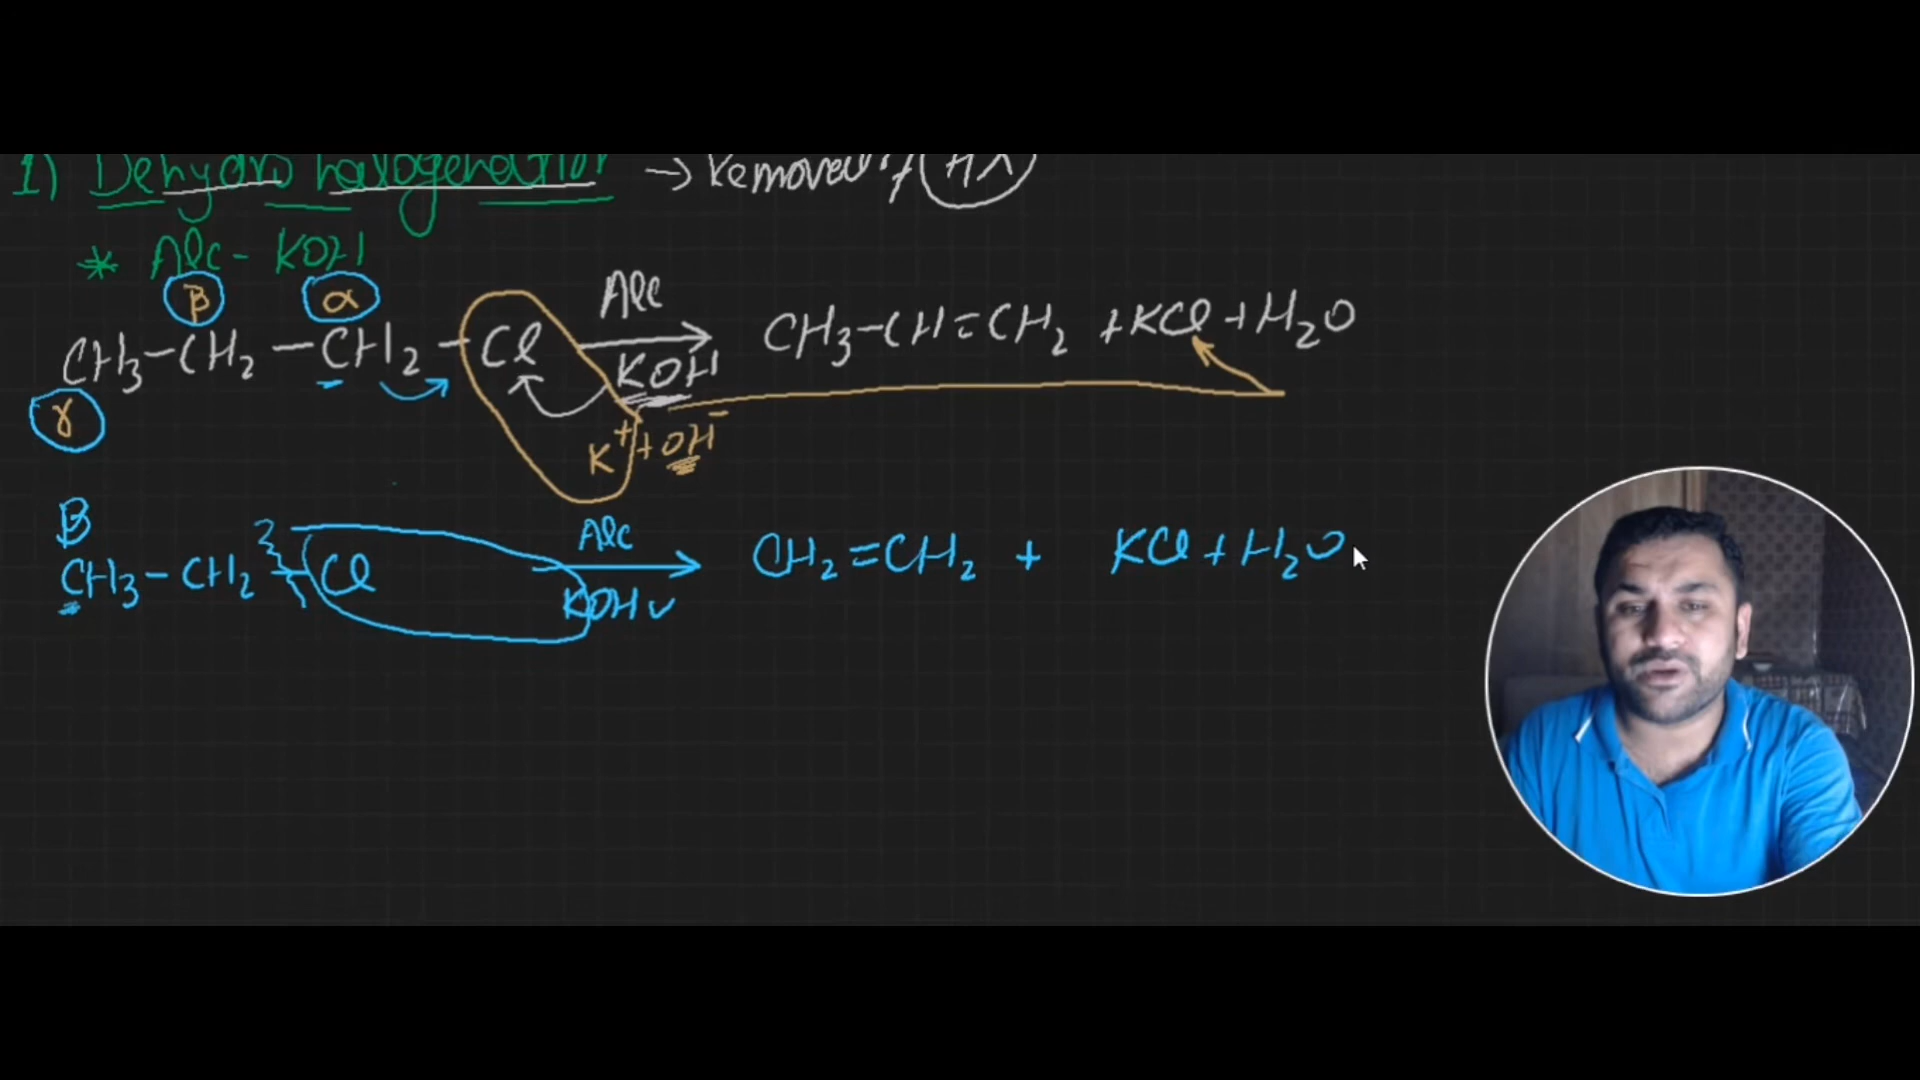 1) Dehydro halogenation → Removed of HX
* Alc - KOH
β α
CH₃-CH₂-CH₂-Cl Alc KOH → CH₃-CH=CH₂ +KCl+H₂O
γ K⁺+OH⁻
β
CH₃-CH₂-Cl Alc KOH → CH₂=CH₂ + KCl+H₂O